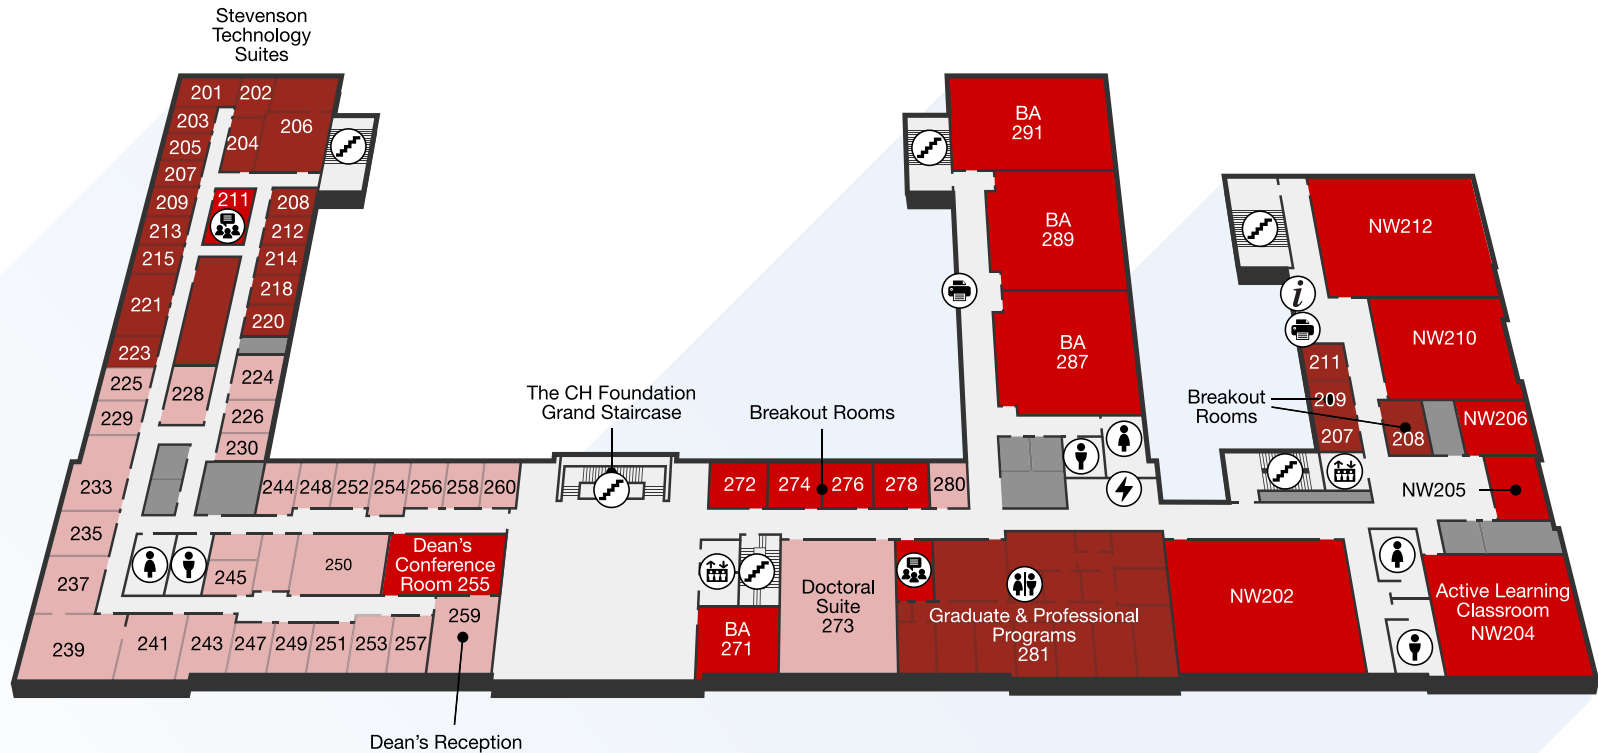 Stevenson
Technology
Suites
201
202
203
204
206
205
207
209
211
208
213
212
215
214
218
221
220
223
225
224
228
229
226
230
233
235
237
239
244
248
252
254
256
258
260
245
250
Dean's
Conference
Room 255
259
241
243
247
249
251
253
257
Dean's Reception
The CH Foundation
Grand Staircase
Breakout Rooms
272
274
276
278
280
BA
271
Doctoral
Suite
273
Graduate & Professional
Programs
281
BA
291
BA
289
BA
287
i
NW212
NW210
211
209
207
Breakout
Rooms
208
NW206
NW205
NW202
Active Learning
Classroom
NW204